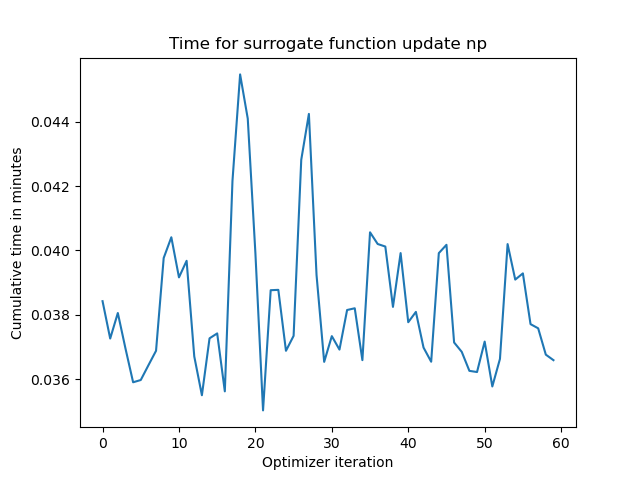 Time for surrogate function update np
Cumulative time in minutes
0.044
0.042
0.040
0.038
0.036
0 10 20 30 40 50 60
Optimizer iteration